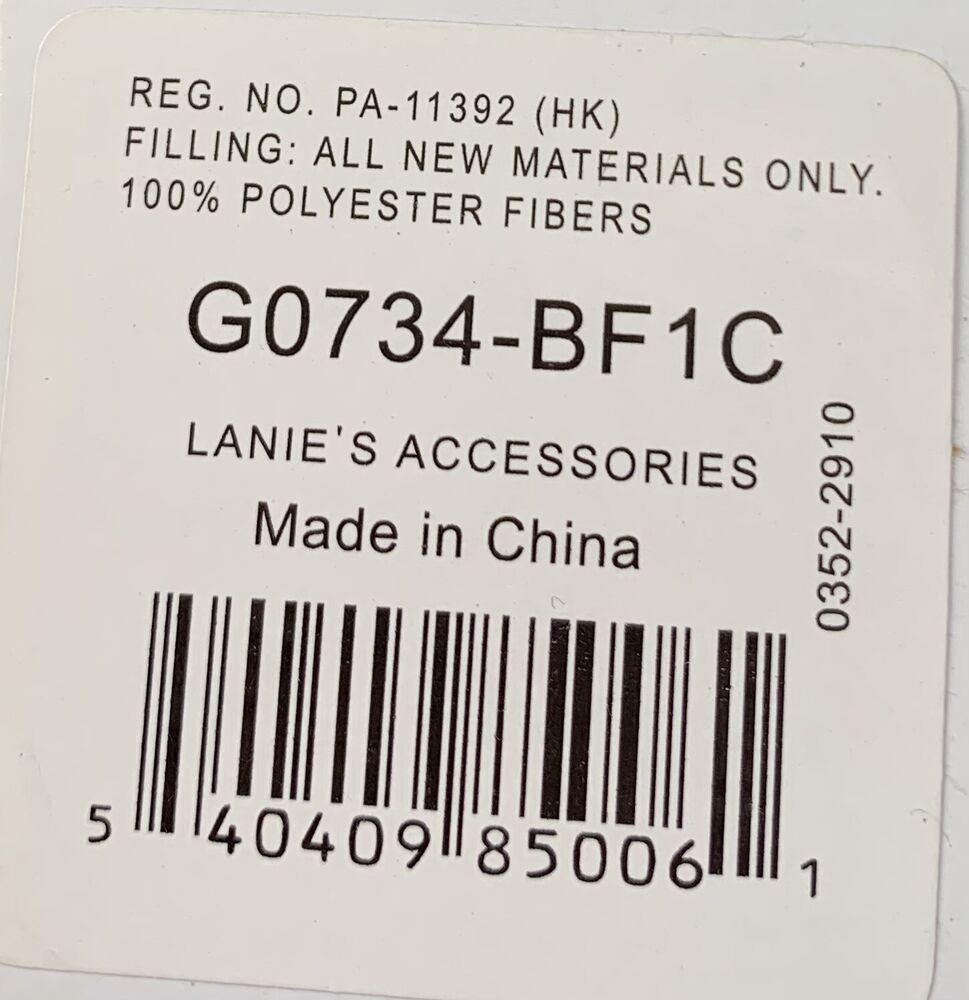 REG. NO. PA-11392 (HK)
FILLING: ALL NEW MATERIALS ONLY.
100% POLYESTER FIBERS
G0734-BF1C
LANIE'S ACCESSORIES
Made in China
0352-2910
5 40409 85006 1